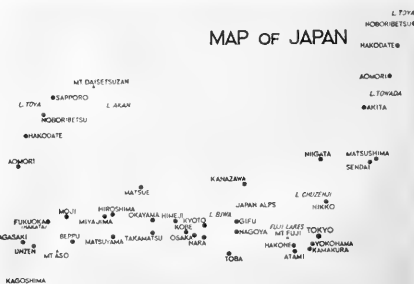 L. TOYA
NOBORIBETSU
MAP OF JAPAN
HAKODATE
MT. DAISETSUZAN
AOMORI
L. TOYA
SAPPORO
L. AKAN
L. TOWADA
AKITA
NOBORIBETSU
HAKODATE
AOMORI
NIIGATA
MATSUSHIMA
SENDAI
KANAZAWA
MATSUE
L. CHUZENJI
JAPAN ALPS
NIKKO
MOJI
HIROSHIMA
FUKUOKA
(HAKATA)
MIYAJIMA
OKAYAMA
HIMEJI
KOBE
KYOTO
L. BIWA
GIFU
FUJI LAKES
MT FUJI
TOKYO
NAGASAKI
UNZEN
BEPPU
MATSUYAMA
TAKAMATSU
OSAKA
NARA
NAGOYA
HAKONE
YOKOHAMA
KAMAKURA
MT ASO
TOBA
ATAMI
KAGOSHIMA